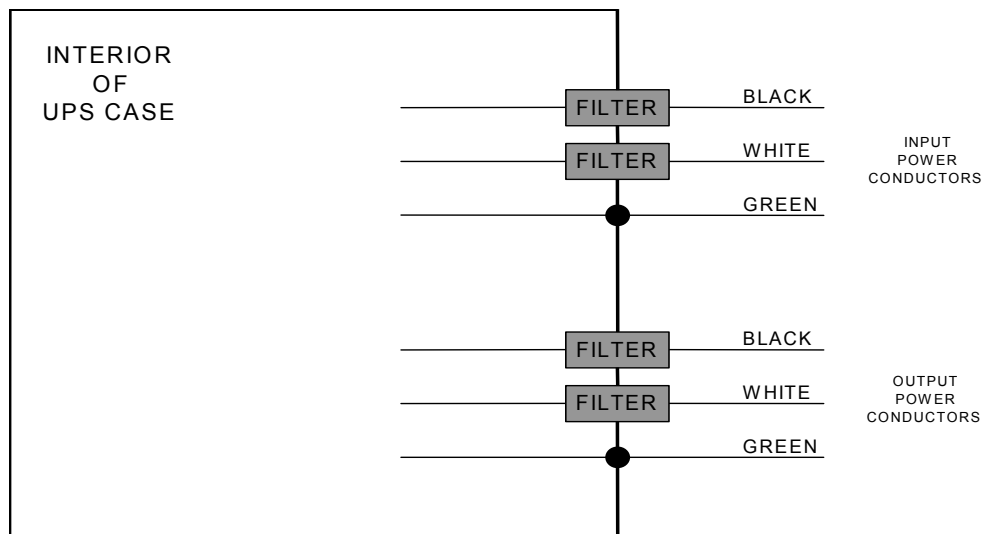 INTERIOR
OF
UPS CASE
FILTER
BLACK
FILTER
WHITE
GREEN
INPUT
POWER
CONDUCTORS
FILTER
BLACK
FILTER
WHITE
GREEN
OUTPUT
POWER
CONDUCTORS